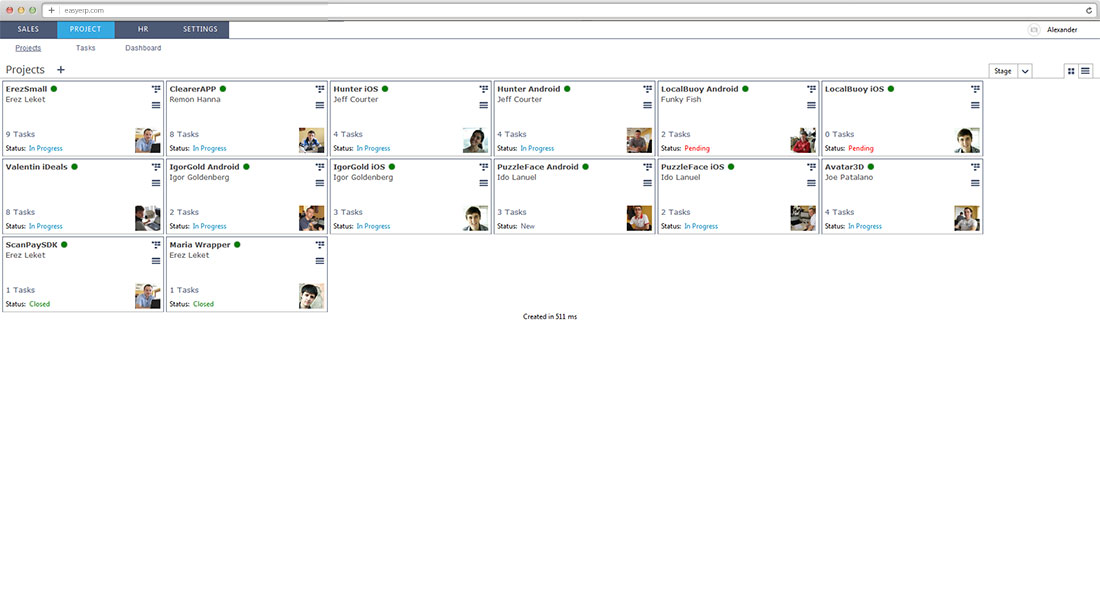 easyerp.com
SALES PROJECT HR SETTINGS
Alexander
Projects Tasks Dashboard
Projects +
Stage
ErezSmall
Erez Leket
9 Tasks
Status: In Progress
ClearerAPP
Remon Hanna
8 Tasks
Status: In Progress
Hunter iOS
Jeff Courter
4 Tasks
Status: In Progress
Hunter Android
Jeff Courter
4 Tasks
Status: In Progress
LocalBuoy Android
Funky Fish
2 Tasks
Status: Pending
LocalBuoy iOS
0 Tasks
Status: Pending
Valentin iDeals
8 Tasks
Status: In Progress
IgorGold Android
Igor Goldenberg
2 Tasks
Status: In Progress
IgorGold iOS
Igor Goldenberg
3 Tasks
Status: In Progress
PuzzleFace Android
Ido Lanuel
3 Tasks
Status: New
PuzzleFace iOS
Ido Lanuel
2 Tasks
Status: In Progress
Avatar3D
Joe Patalano
4 Tasks
Status: In Progress
ScanPaySDK
Erez Leket
1 Tasks
Status: Closed
Maria Wrapper
Erez Leket
1 Tasks
Status: Closed
Created in 511 ms